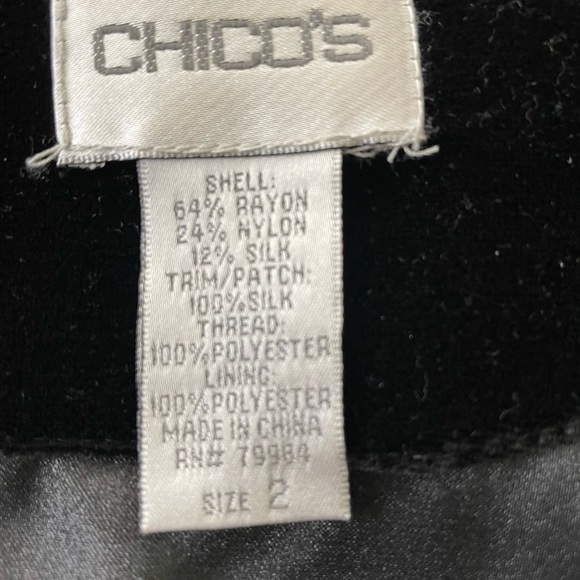 CHICO'S
SHELL:
64% RAYON
24% NYLON
12% SILK
TRIM/PATCH:
100%SILK
THREAD:
100%POLYESTER
LINING:
100%POLYESTER
MADE IN CHINA
RN# 79984
SIZE 2